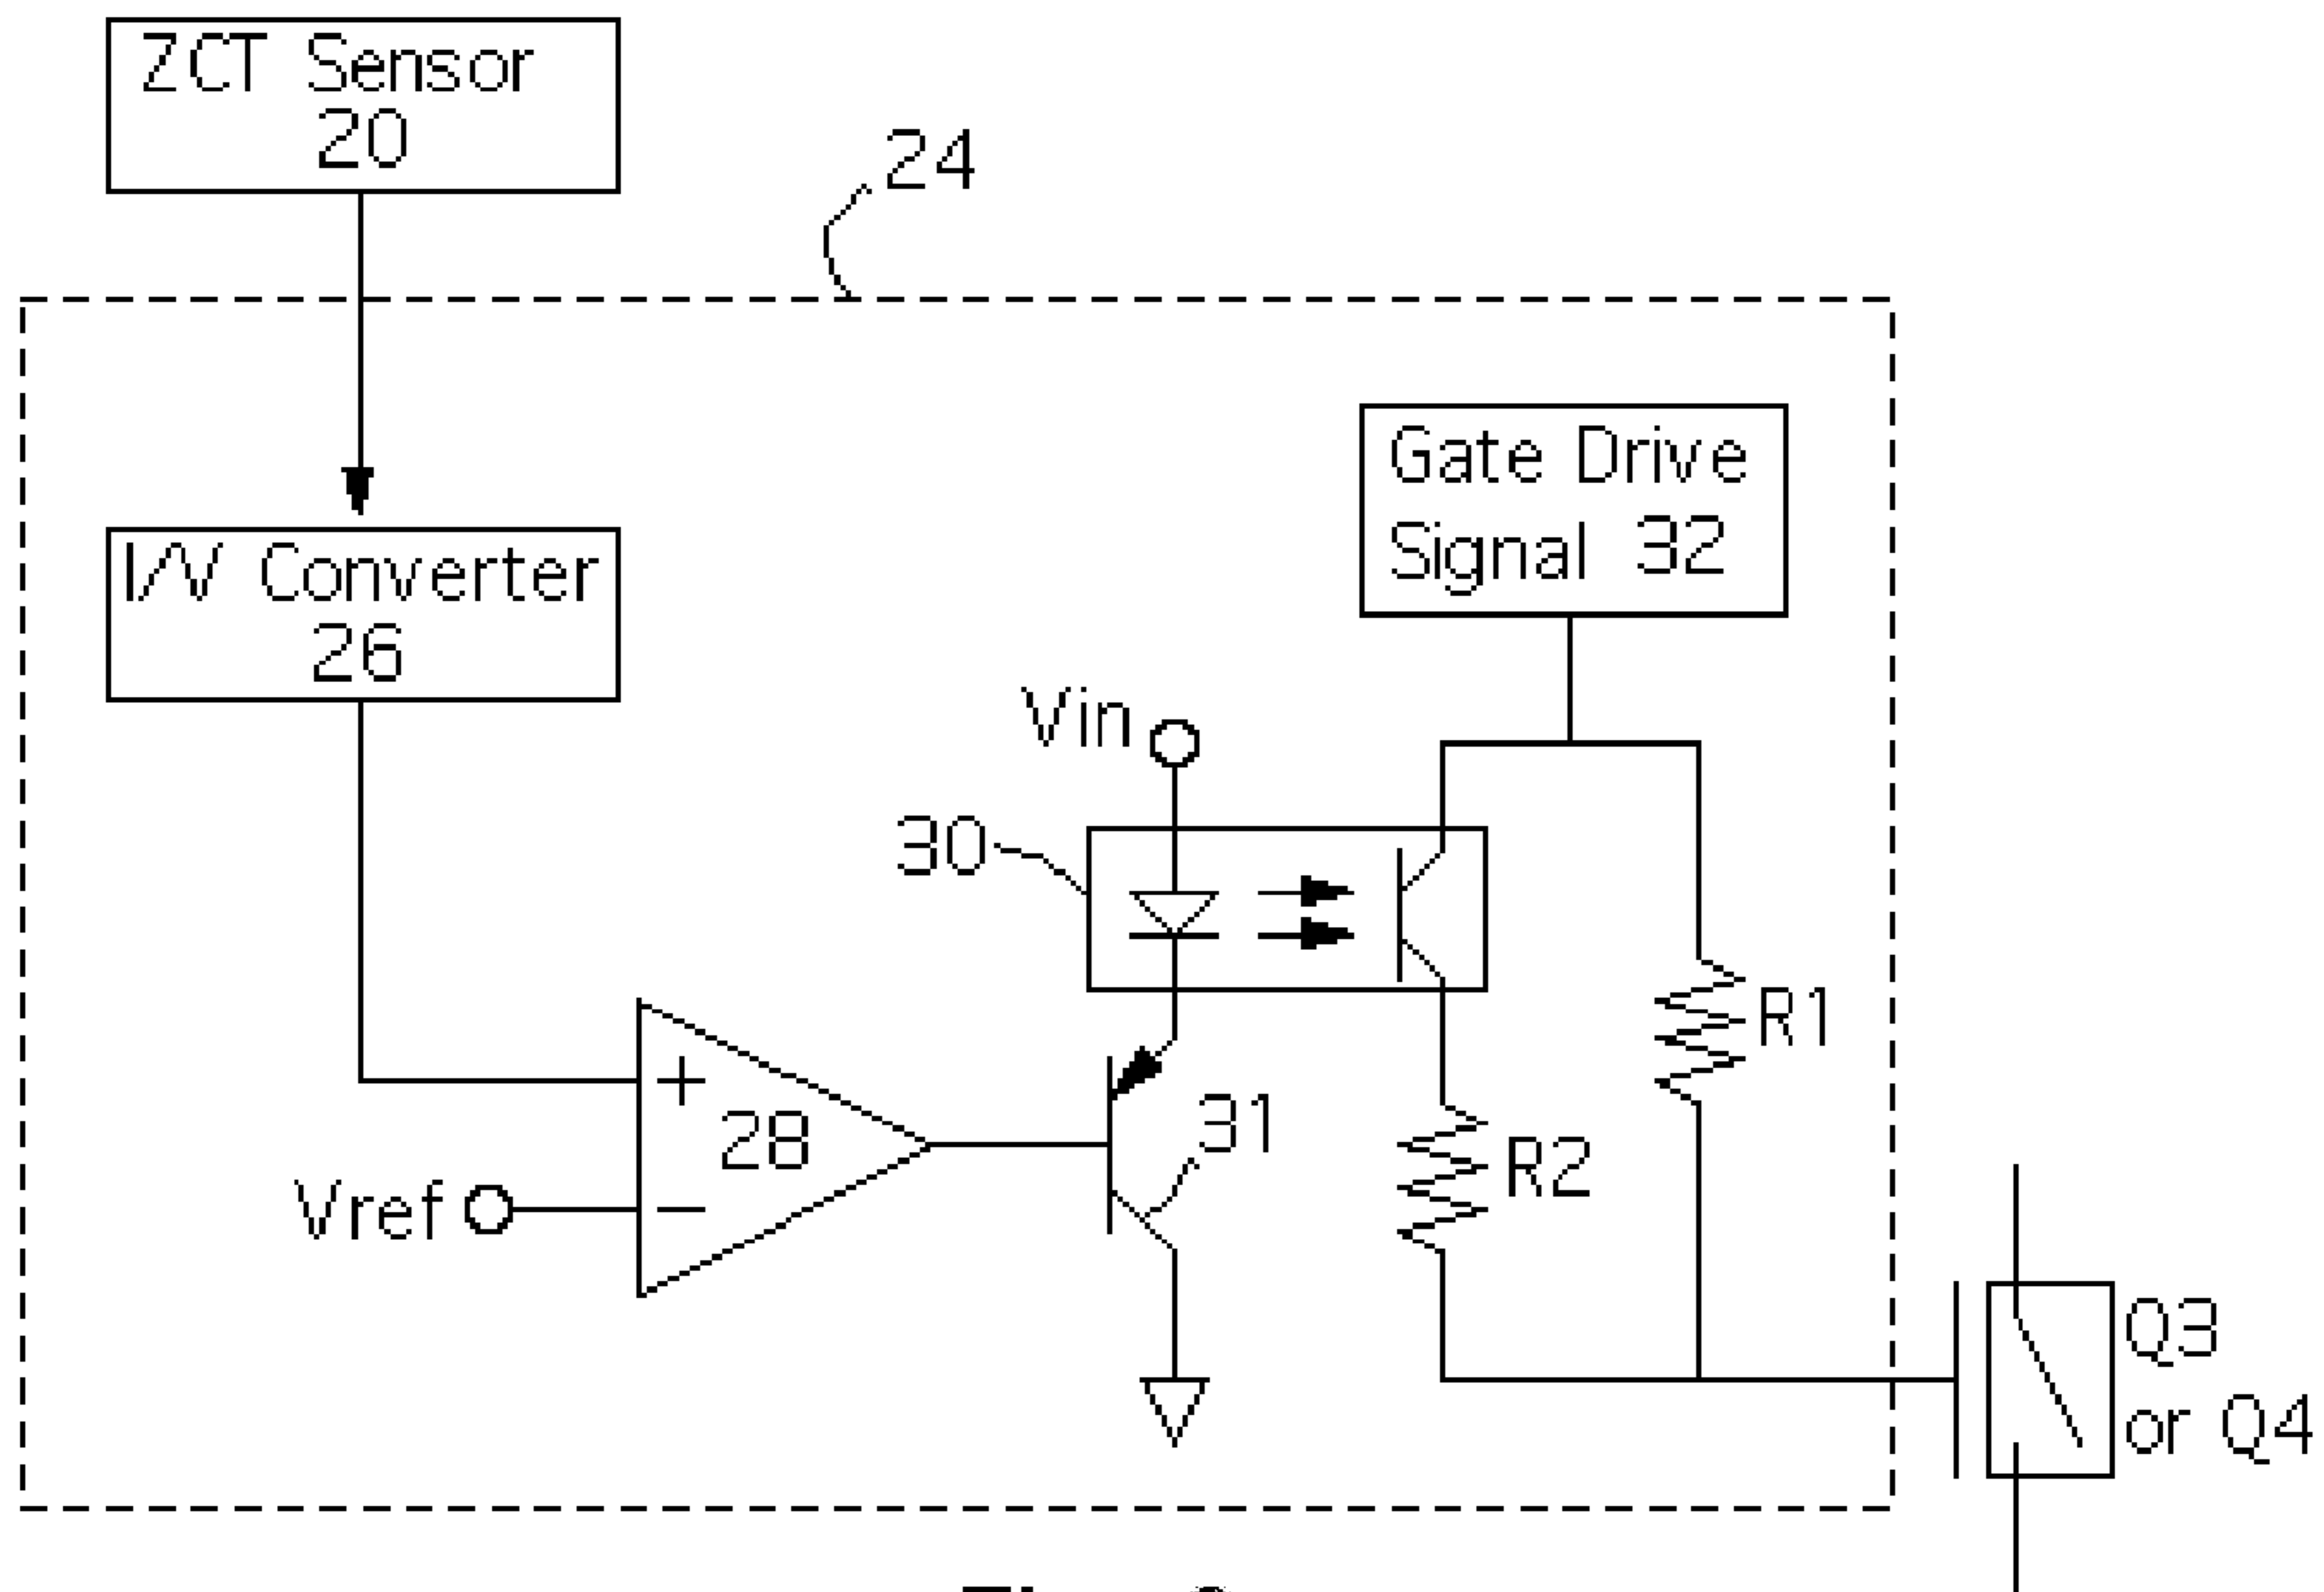 ZCT Sensor
20
24
Gate Drive
Signal 32
I/V Converter
26
Vin
30
R1
+
28
31
R2
Vref
−
Q3
or Q4